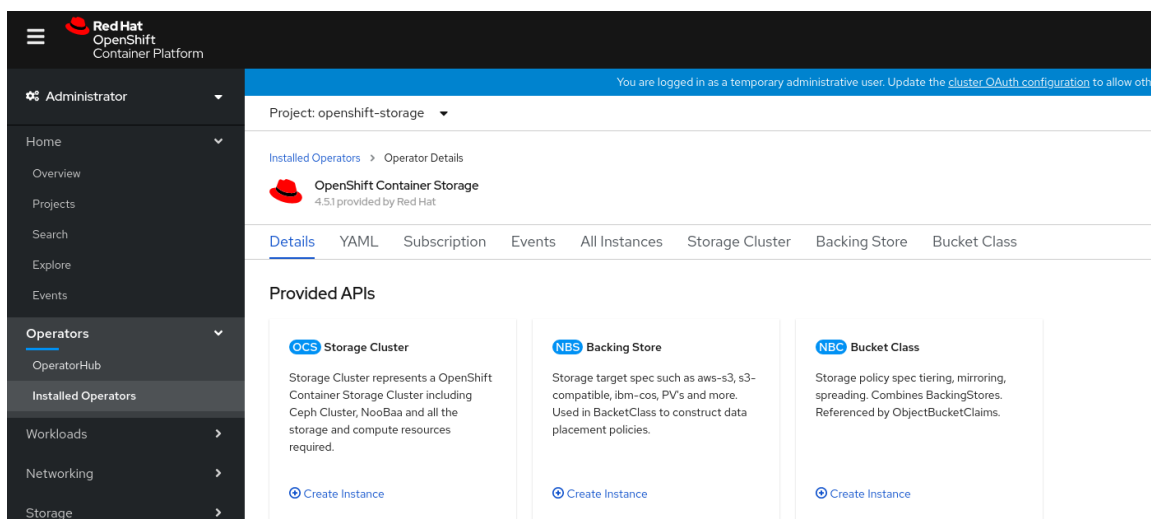 Red Hat
OpenShift
Container Platform
You are logged in as a temporary administrative user. Update the cluster OAuth configuration to allow oth
Administrator
Project: openshift-storage
Home
Overview
Projects
Search
Explore
Events
Operators
OperatorHub
Installed Operators
Workloads
Networking
Storage
Installed Operators > Operator Details
OpenShift Container Storage
4.5.1 provided by Red Hat
Details YAML Subscription Events All Instances Storage Cluster Backing Store Bucket Class
Provided APIs
OCS Storage Cluster
Storage Cluster represents a OpenShift
Container Storage Cluster including
Ceph Cluster, NooBaa and all the
storage and compute resources
required.
Create Instance
NBS Backing Store
Storage target spec such as aws-s3, s3-
compatible, ibm-cos, PV's and more.
Used in BacketClass to construct data
placement policies.
Create Instance
NBC Bucket Class
Storage policy spec tiering, mirroring,
spreading. Combines BackingStores.
Referenced by ObjectBucketClaims.
Create Instance